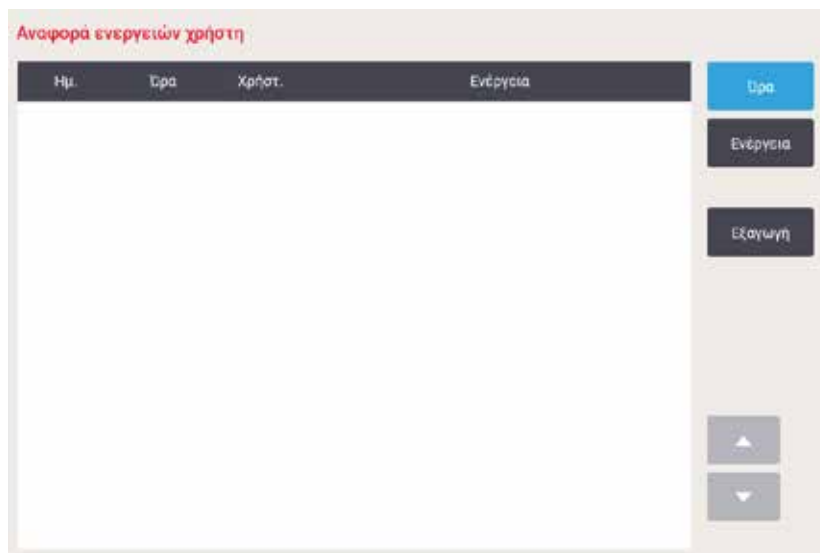 Αναφορά ενεργειών χρήστη
Ημ. Ώρα Χρήστ. Ενέργεια
Ώρα
Ενέργεια
Εξαγωγή